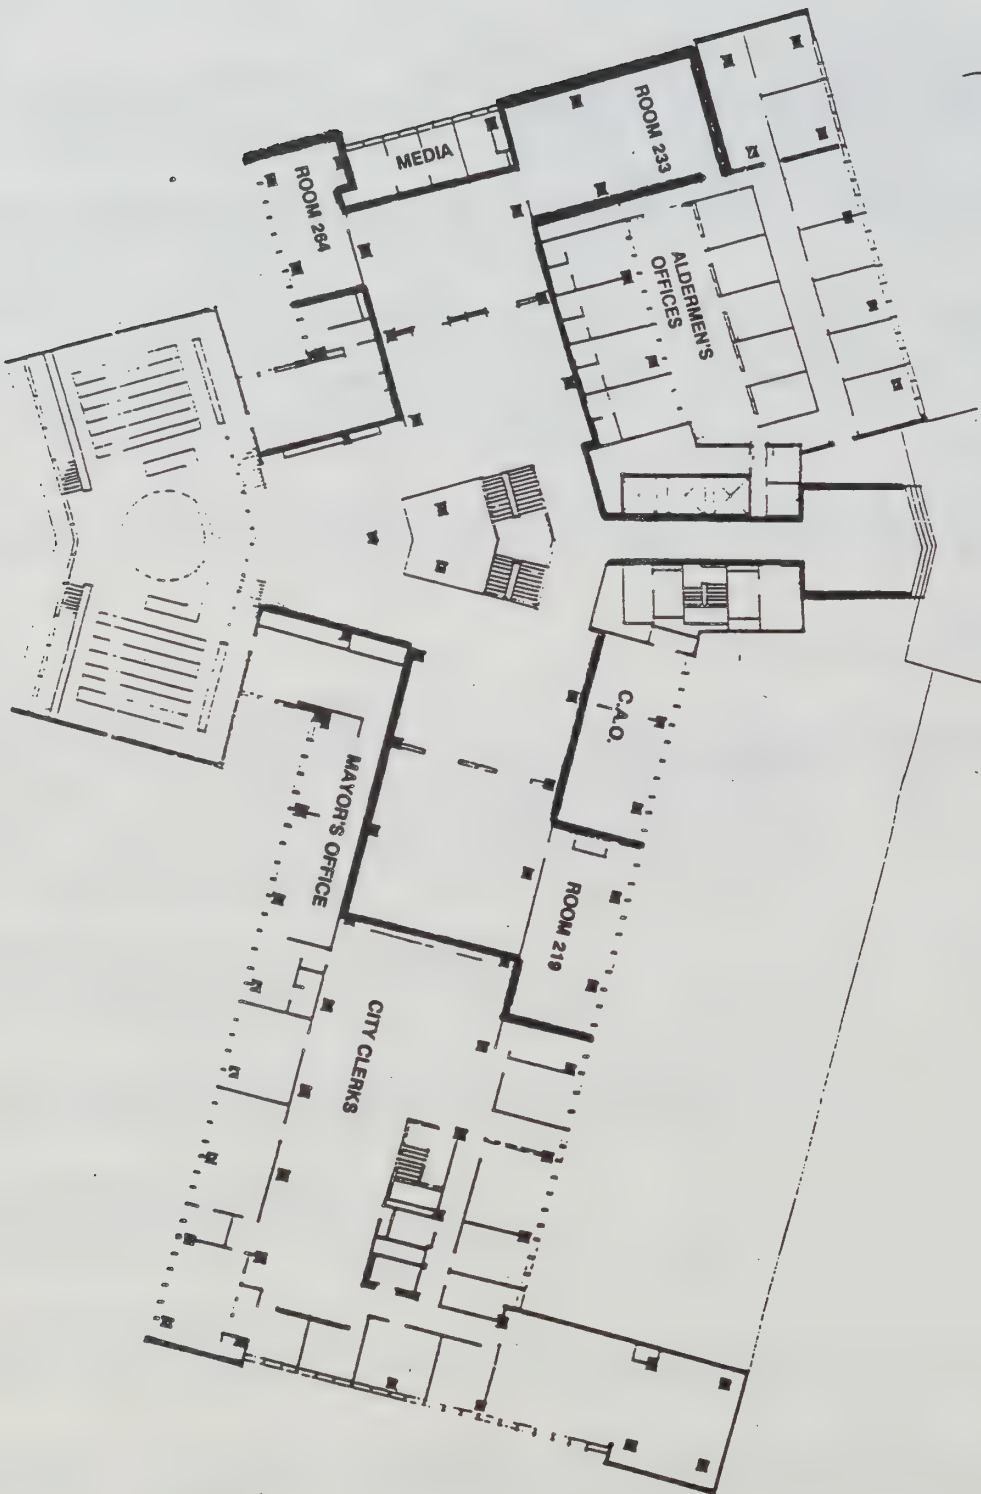 ROOM 233
MEDIA
ROOM 264
ALDERMEN'S
OFFICES
C.A.O.
MAYOR'S OFFICE
ROOM 219
CITY CLERKS